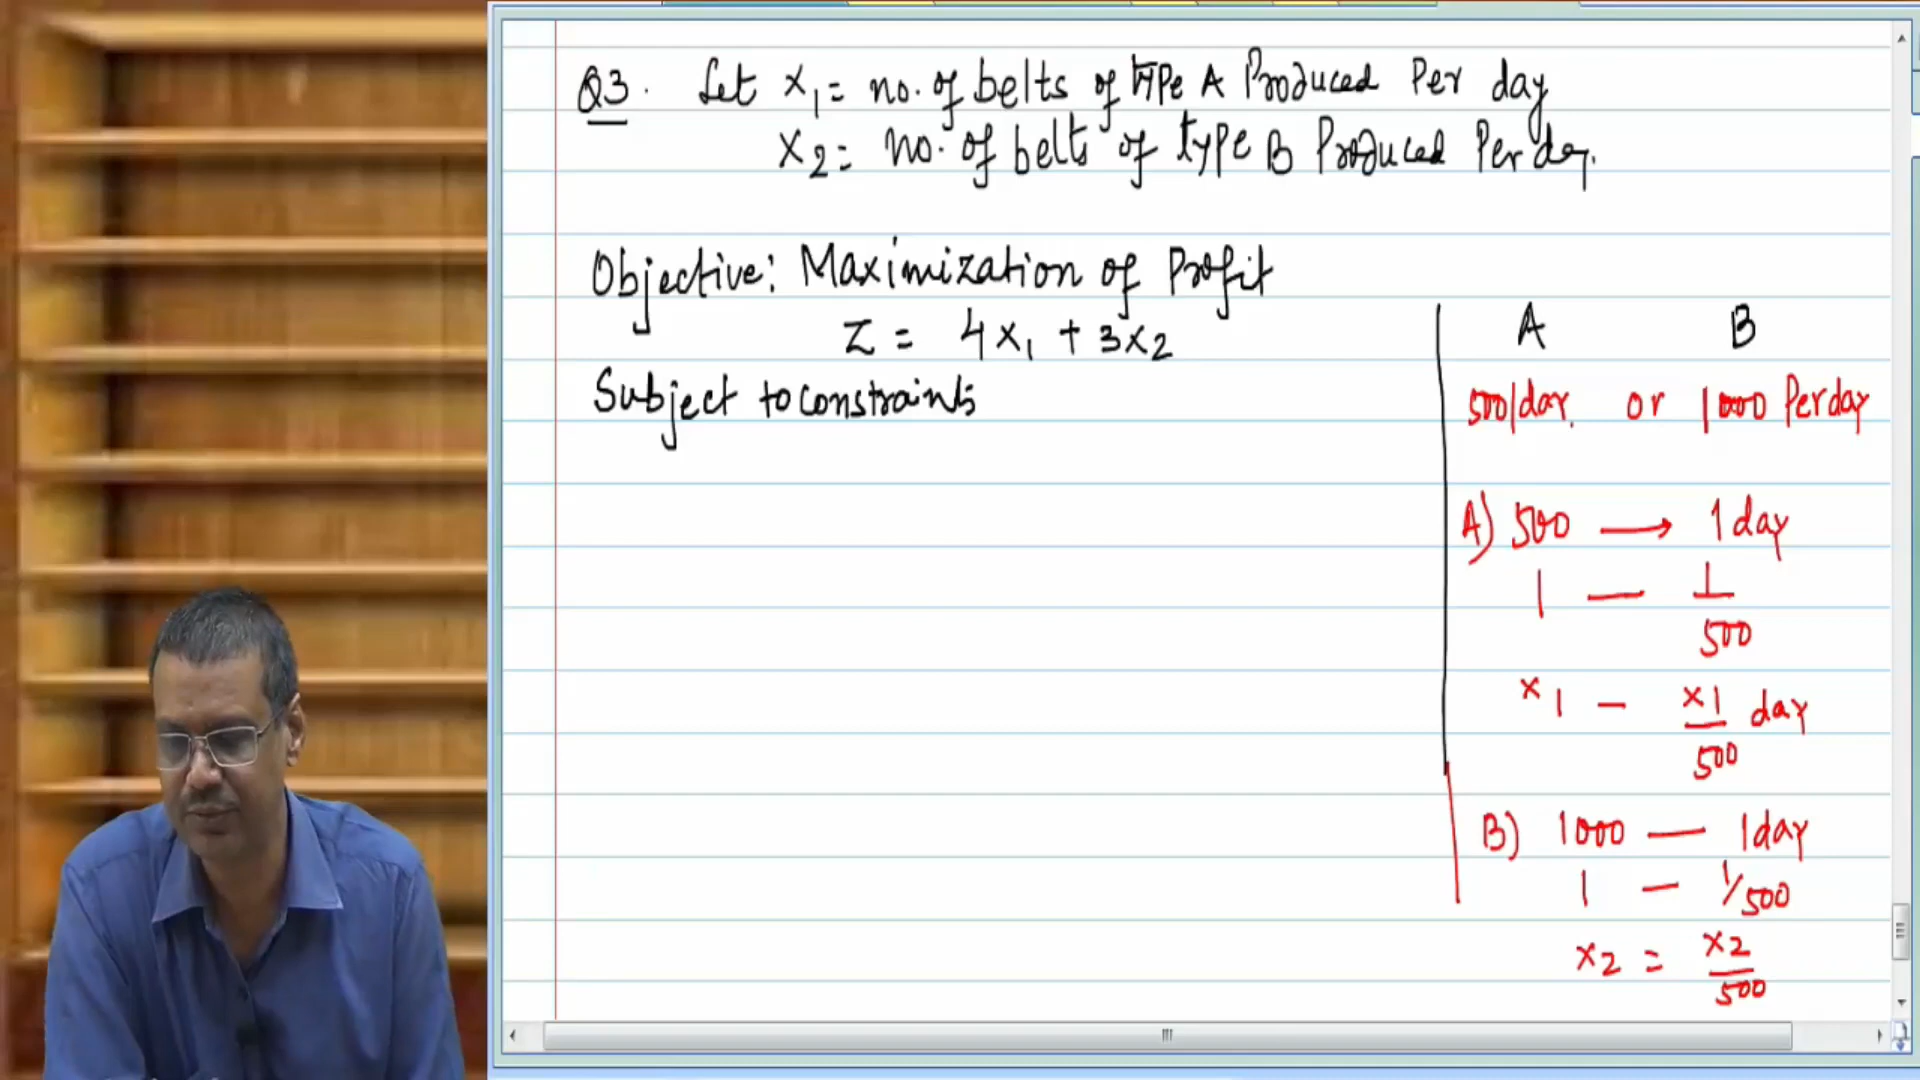 Q3. Let x₁ = no. of belts of type A Produced Per day
x₂ = No. of belts of type B Produced Per day.
Objective: Maximization of Profit
Z = 4x₁ + 3x₂
Subject to constraints
A B
500/day. or 1000 Per day
A) 500 → 1 day
1 — 1/500
x₁ — x1/500 day
B) 1000 — 1 day
1 — 1/500
x₂ = x2/500